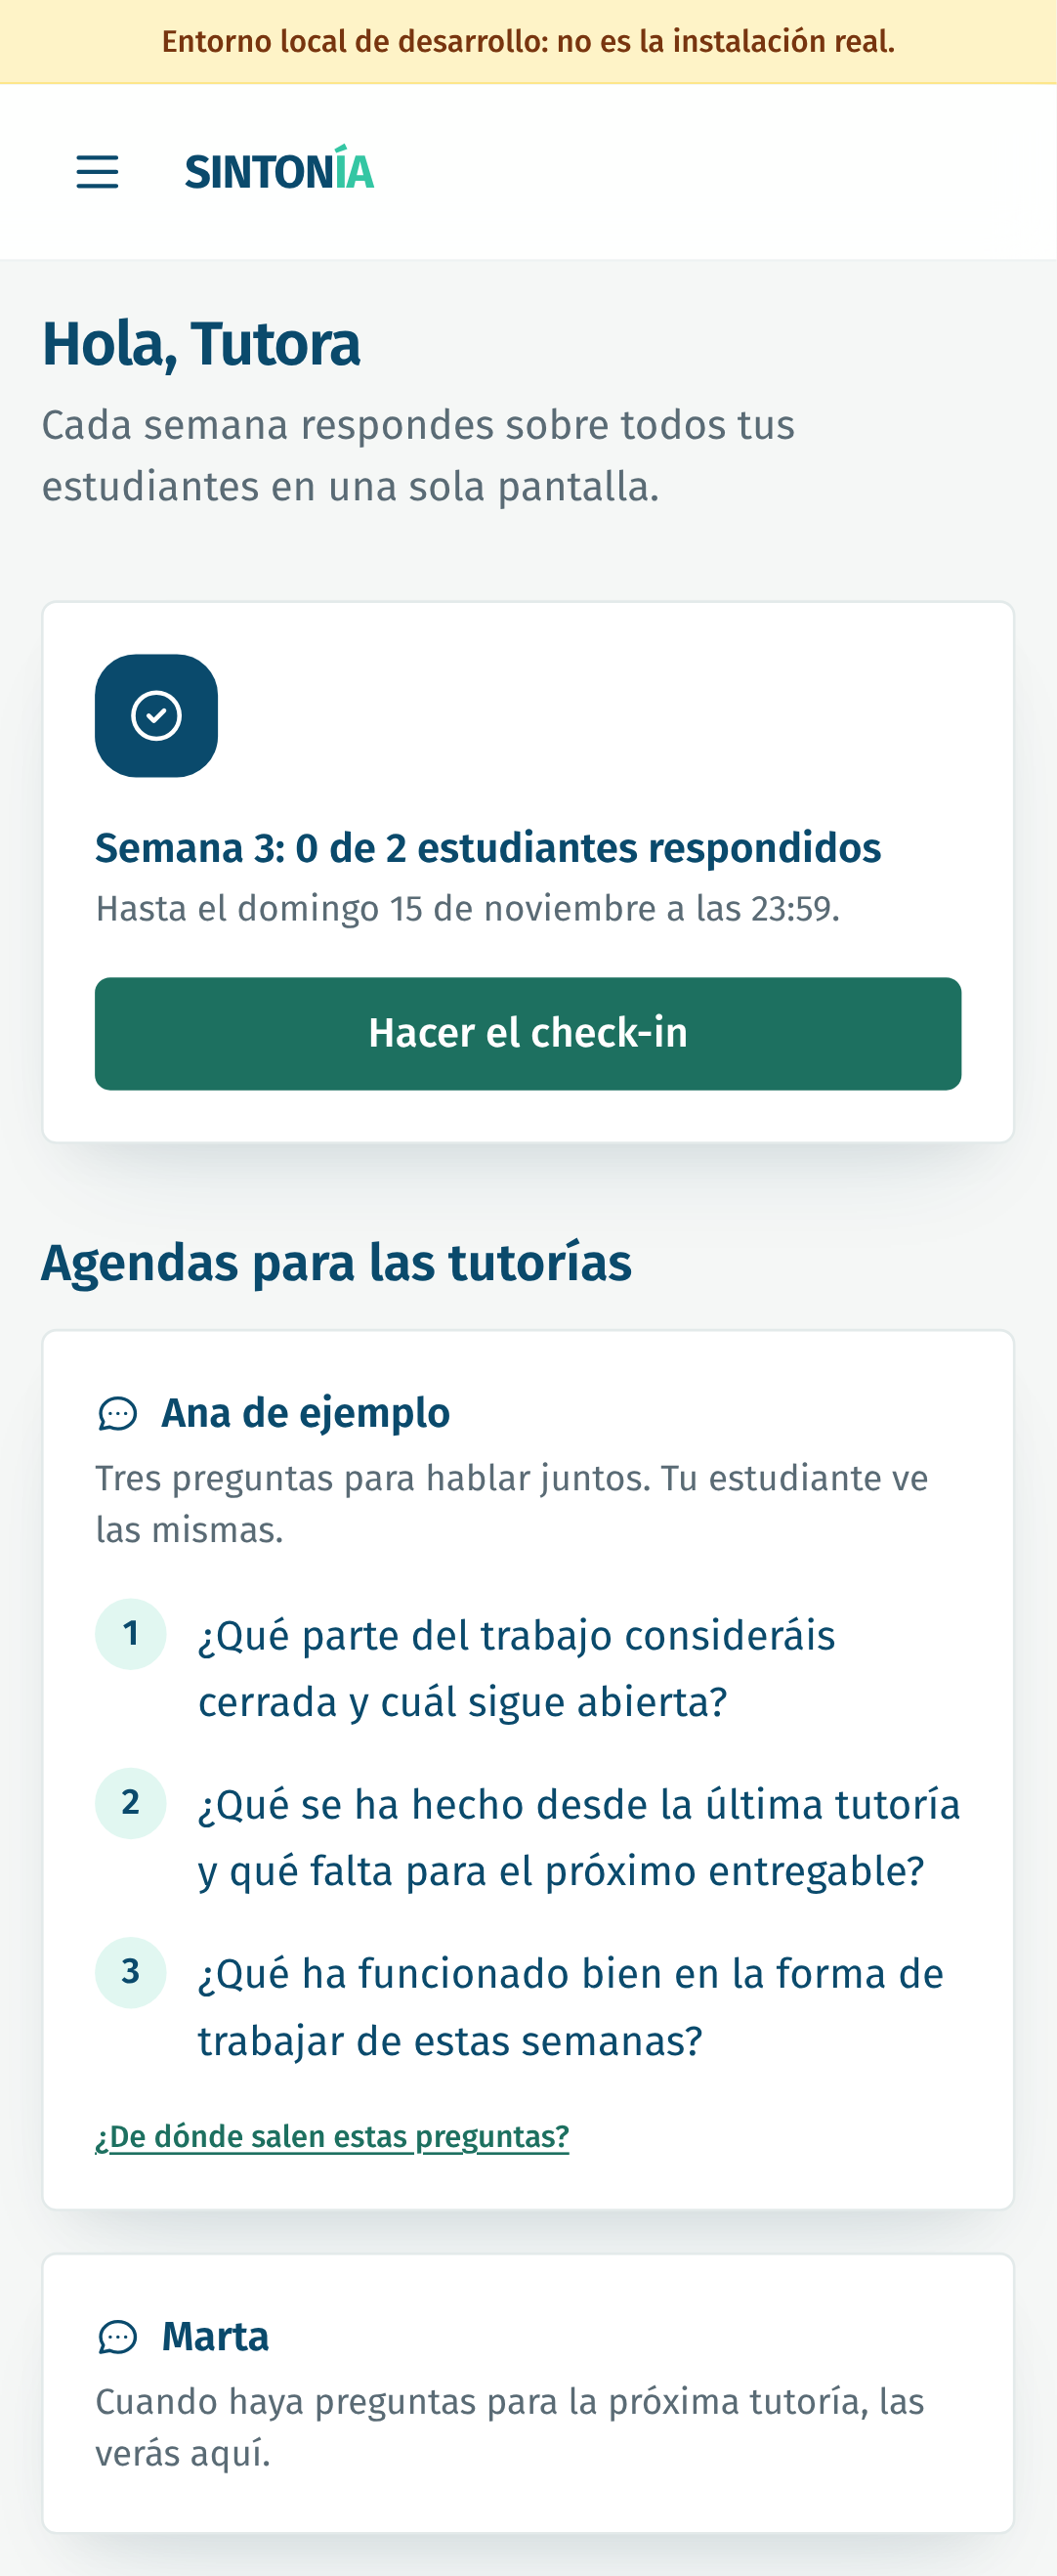 Entorno local de desarrollo: no es la instalación real.
SINTONÍA
Hola, Tutora
Cada semana respondes sobre todos tus
estudiantes en una sola pantalla.
Semana 3: 0 de 2 estudiantes respondidos
Hasta el domingo 15 de noviembre a las 23:59.
Hacer el check-in
Agendas para las tutorías
Ana de ejemplo
Tres preguntas para hablar juntos. Tu estudiante ve
las mismas.
1 ¿Qué parte del trabajo consideráis
cerrada y cuál sigue abierta?
2 ¿Qué se ha hecho desde la última tutoría
y qué falta para el próximo entregable?
3 ¿Qué ha funcionado bien en la forma de
trabajar de estas semanas?
¿De dónde salen estas preguntas?
Marta
Cuando haya preguntas para la próxima tutoría, las
verás aquí.